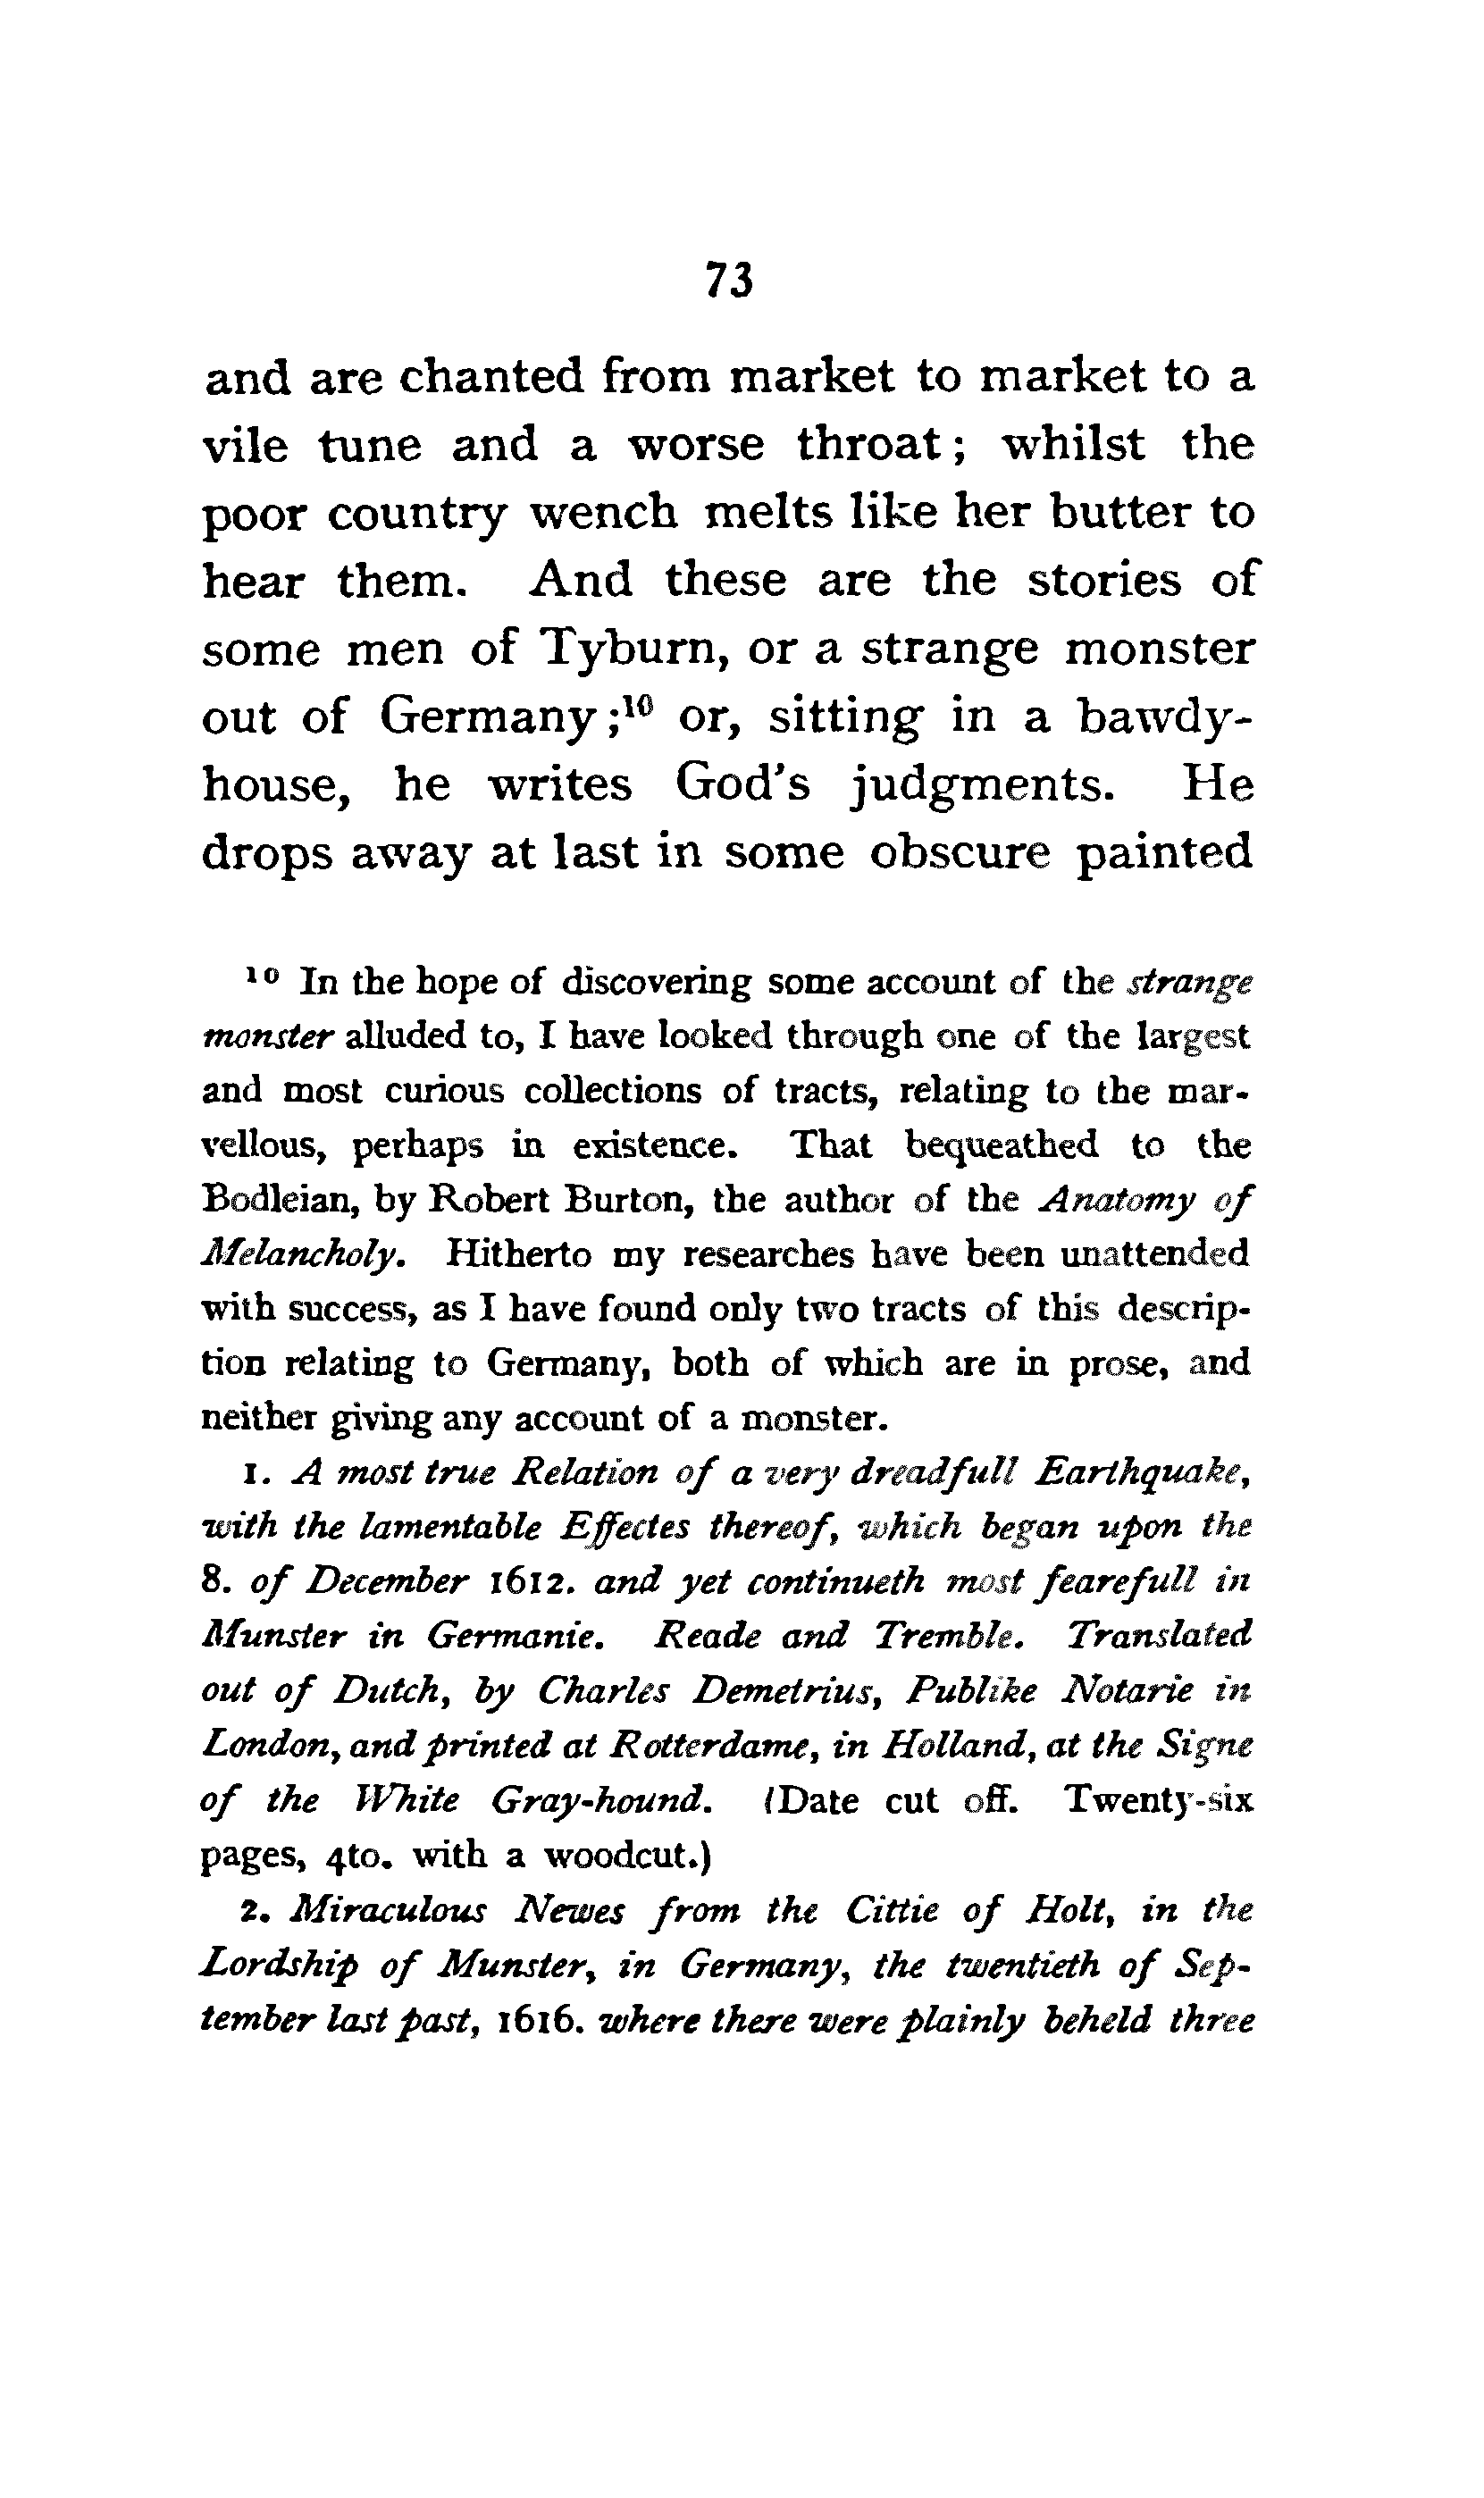 73
and are chanted from market to market to a
vile tune and a worse throat; whilst the
poor country wench melts like her butter to
hear them. And these are the stories of
some men of Tyburn, or a strange monster
out of Germany;¹⁰ or, sitting in a bawdy-
house, he writes God's judgments. He
drops away at last in some obscure painted
¹⁰ In the hope of discovering some account of the strange
monster alluded to, I have looked through one of the largest
and most curious collections of tracts, relating to the mar-
vellous, perhaps in existence. That bequeathed to the
Bodleian, by Robert Burton, the author of the Anatomy of
Melancholy. Hitherto my researches have been unattended
with success, as I have found only two tracts of this descrip-
tion relating to Germany, both of which are in prose, and
neither giving any account of a monster.
1. A most true Relation of a very dreadfull Earthquake,
with the lamentable Effectes thereof, which began upon the
8. of December 1612. and yet continueth most fearefull in
Munster in Germanie. Reade and Tremble. Translated
out of Dutch, by Charles Demetrius, Publike Notarie in
London, and printed at Rotterdame, in Holland, at the Signe
of the White Gray-hound. (Date cut off. Twenty-six
pages, 4to. with a woodcut.)
2. Miraculous Newes from the Cittie of Holt, in the
Lordship of Munster, in Germany, the twentieth of Sep-
tember last past, 1616. where there were plainly beheld three